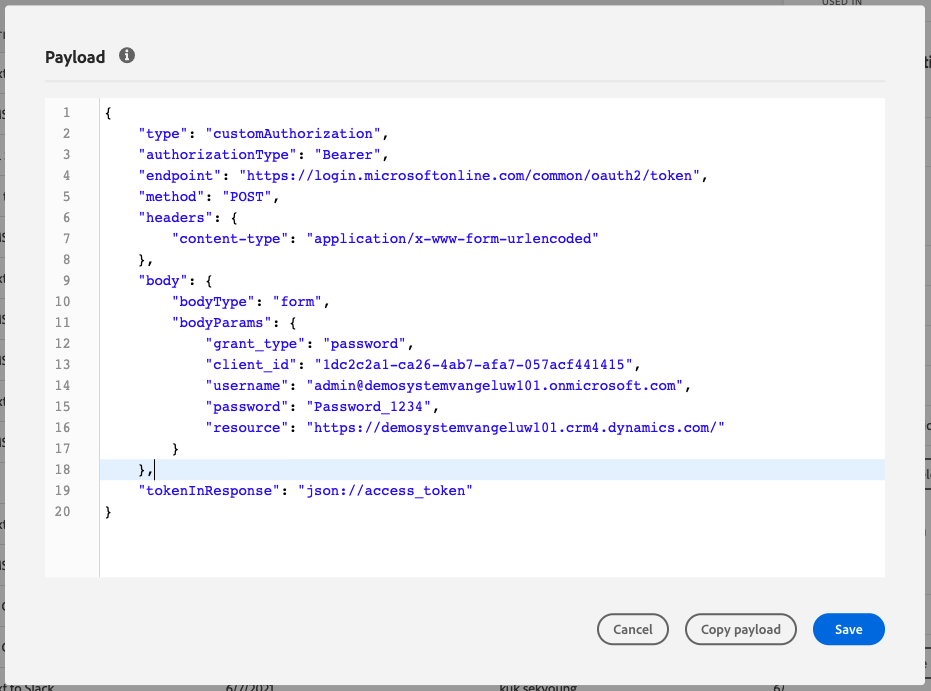 USED IN
Payload
1 {
2 "type": "customAuthorization",
3 "authorizationType": "Bearer",
4 "endpoint": "https://login.microsoftonline.com/common/oauth2/token",
5 "method": "POST",
6 "headers": {
7 "content-type": "application/x-www-form-urlencoded"
8 },
9 "body": {
10 "bodyType": "form",
11 "bodyParams": {
12 "grant_type": "password",
13 "client_id": "1dc2c2a1-ca26-4ab7-afa7-057acf441415",
14 "username": "admin@demosystemvangeluw101.onmicrosoft.com",
15 "password": "Password_1234",
16 "resource": "https://demosystemvangeluw101.crm4.dynamics.com/"
17 }
18 },
19 "tokenInResponse": "json://access_token"
20 }
Cancel Copy payload Save
to Slack 6/7/2021 kuk sekyoung 6/